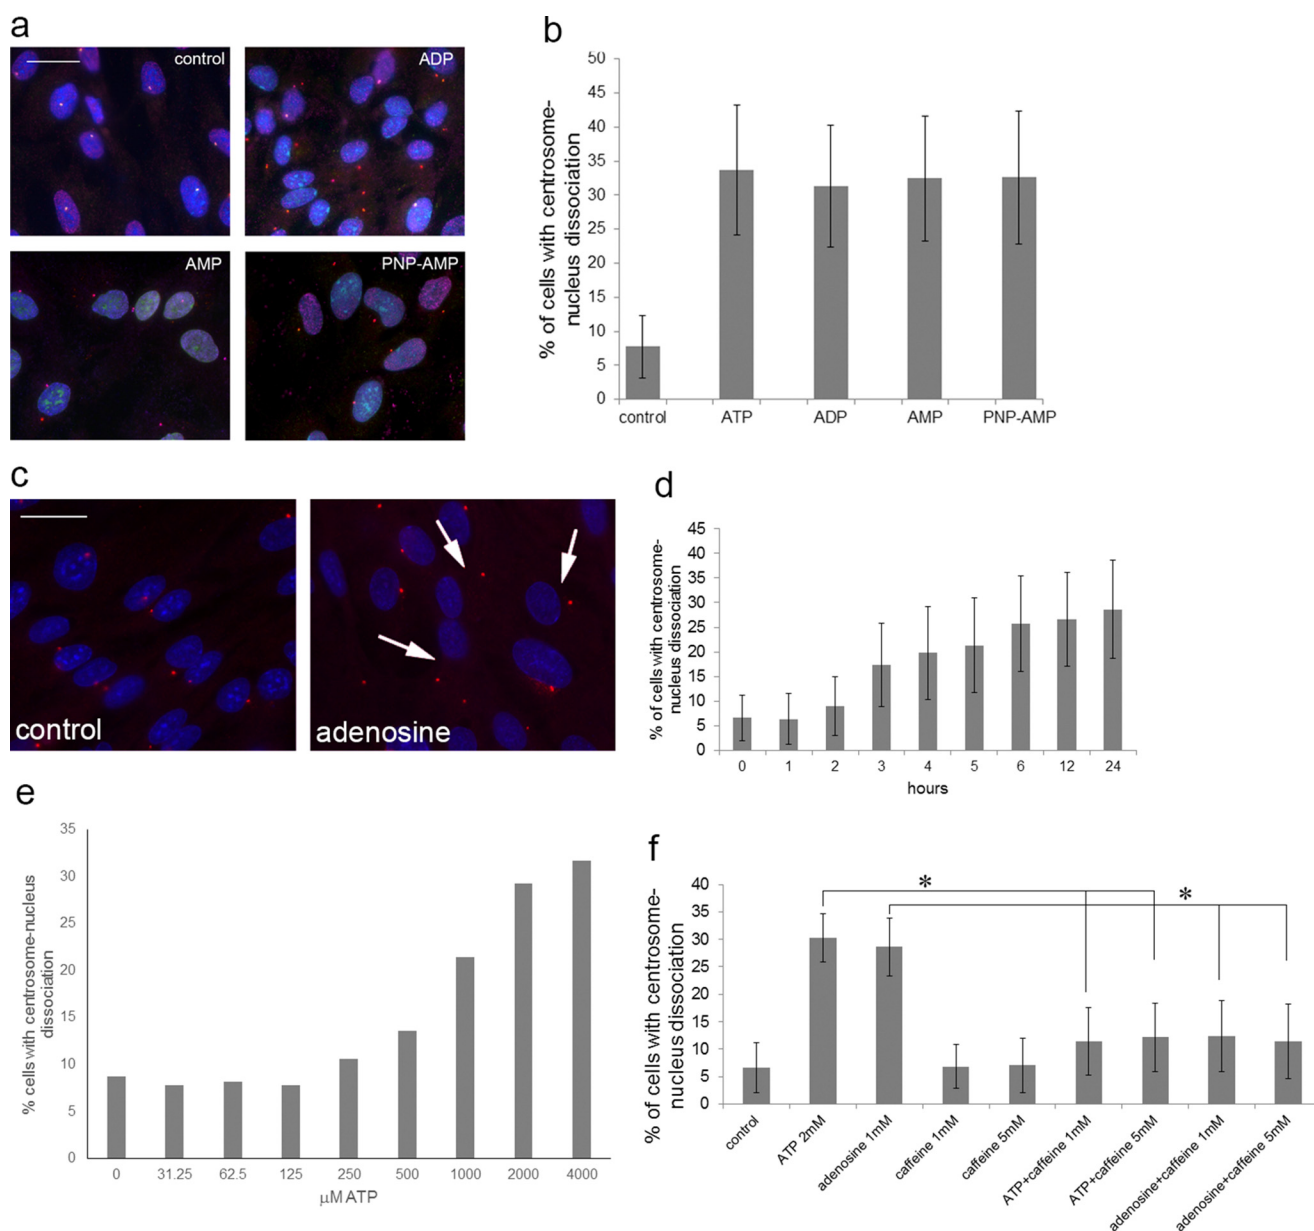 a
control
ADP
AMP
PNP-AMP
b
% of cells with centrosome-
nucleus dissociation
50
45
40
35
30
25
20
15
10
5
0
control ATP ADP AMP PNP-AMP
c
control
adenosine
d
% of cells with centrosome-
nucleus dissociation
45
40
35
30
25
20
15
10
5
0
0 1 2 3 4 5 6 12 24
hours
e
% cells with centrosome-nucleus
dissociation
35
30
25
20
15
10
5
0
0 31.25 62.5 125 250 500 1000 2000 4000
μM ATP
f
% of cells with centrosome-
nucleus dissociation
40
35
30
25
20
15
10
5
0
*
*
control
ATP 2mM
adenosine 1mM
caffeine 1mM
caffeine 5mM
ATP+caffeine 1mM
ATP+caffeine 5mM
adenosine+caffeine 1mM
adenosine+caffeine 5mM